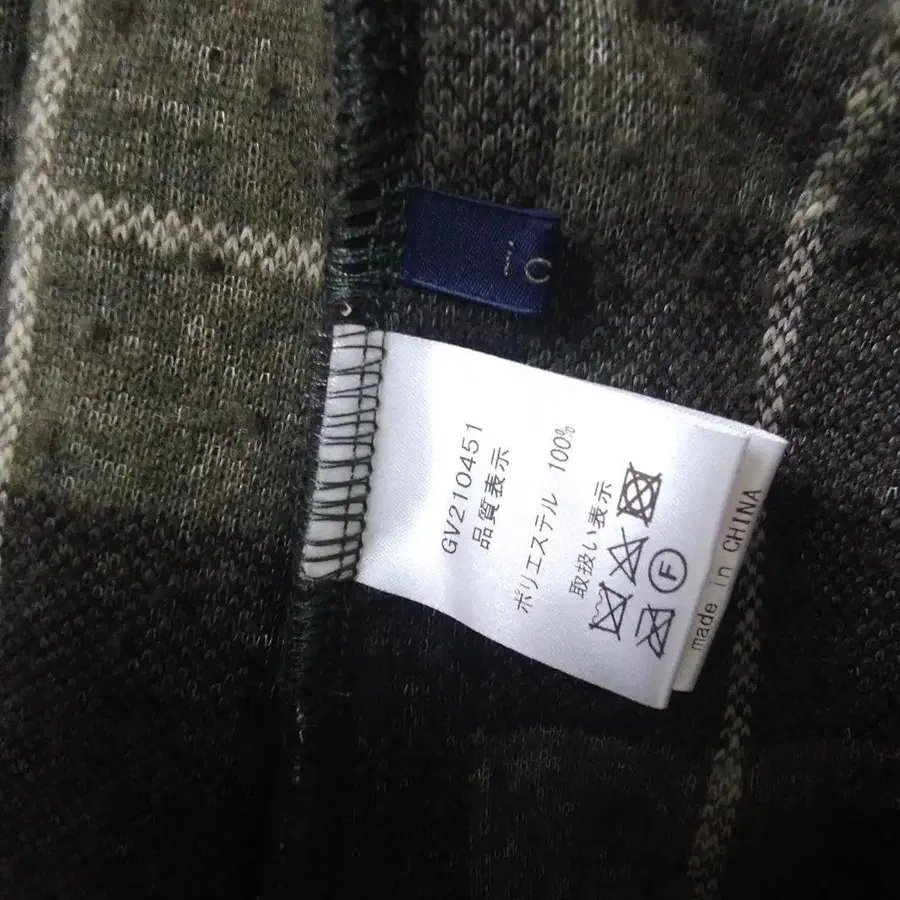 GV210451
品質表示
ポリエステル 100%
取扱い表示
F
made in CHINA